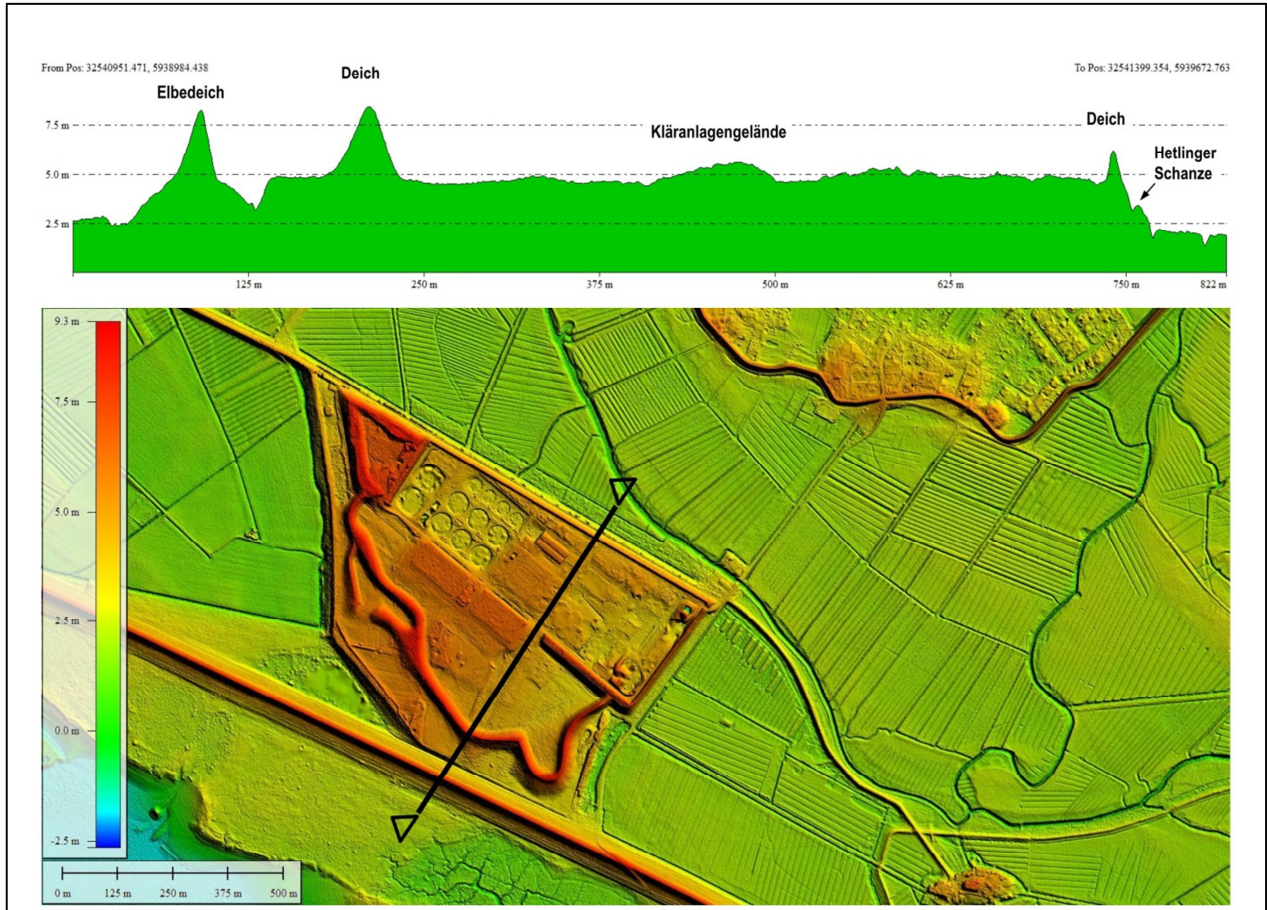 From Pos: 32540951.471, 5938984.438
To Pos: 32541399.354, 5939672.763
Deich
Elbedeich
Deich
Kläranlagengelände
Hetlinger
Schanze
7.5 m
5.0 m
2.5 m
125 m
250 m
375 m
500 m
625 m
750 m
822 m
9.3 m
7.5 m
5.0 m
2.5 m
0.0 m
-2.5 m
0 m
125 m
250 m
375 m
500 m